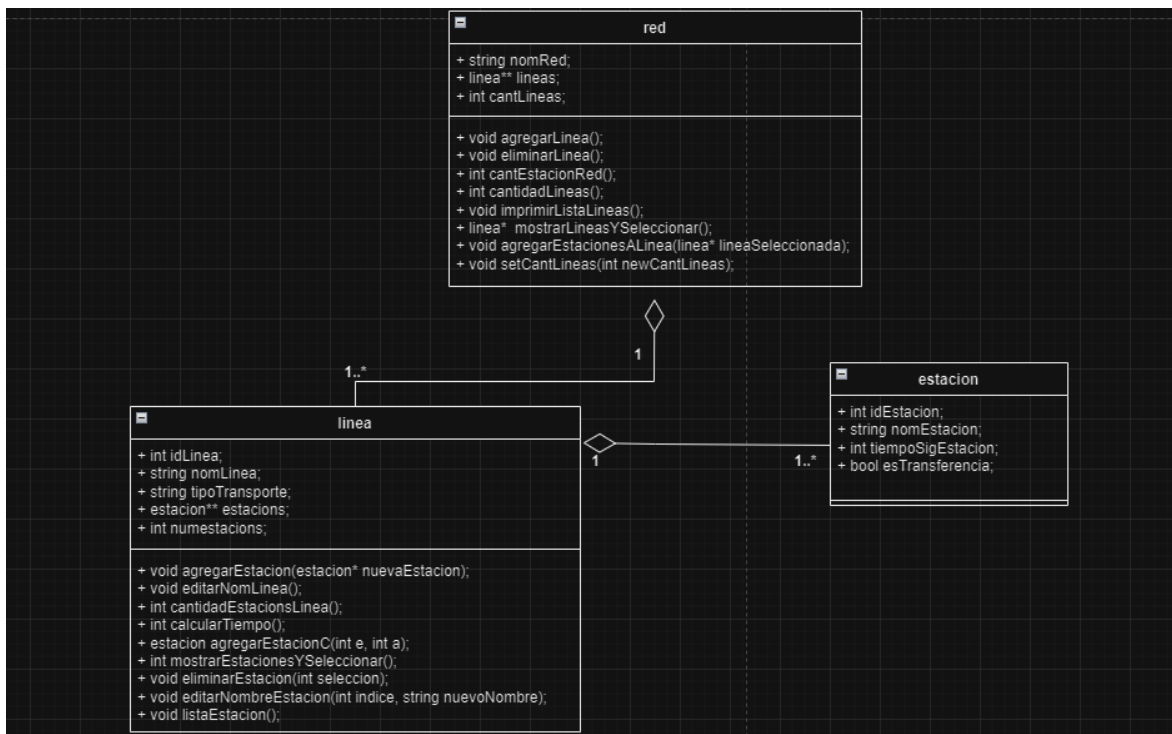 red
+ string nomRed;
+ linea** lineas;
+ int cantLineas;
+ void agregarLinea();
+ void eliminarLinea();
+ int cantEstacionRed();
+ int cantidadLineas();
+ void imprimirListaLineas();
+ linea*  mostrarLineasYSeleccionar();
+ void agregarEstacionesALinea(linea* lineaSeleccionada);
+ void setCantLineas(int newCantLineas);
1
1..*
linea
+ int idLinea;
+ string nomLinea;
+ string tipoTransporte;
+ estacion** estacions;
+ int numestacions;
+ void agregarEstacion(estacion* nuevaEstacion);
+ void editarNomLinea();
+ int cantidadEstacionsLinea();
+ int calcularTiempo();
+ estacion agregarEstacionC(int e, int a);
+ int mostrarEstacionesYSeleccionar();
+ void eliminarEstacion(int seleccion);
+ void editarNombreEstacion(int indice, string nuevoNombre);
+ void listaEstacion();
1
1..*
estacion
+ int idEstacion;
+ string nomEstacion;
+ int tiempoSigEstacion;
+ bool esTransferencia;